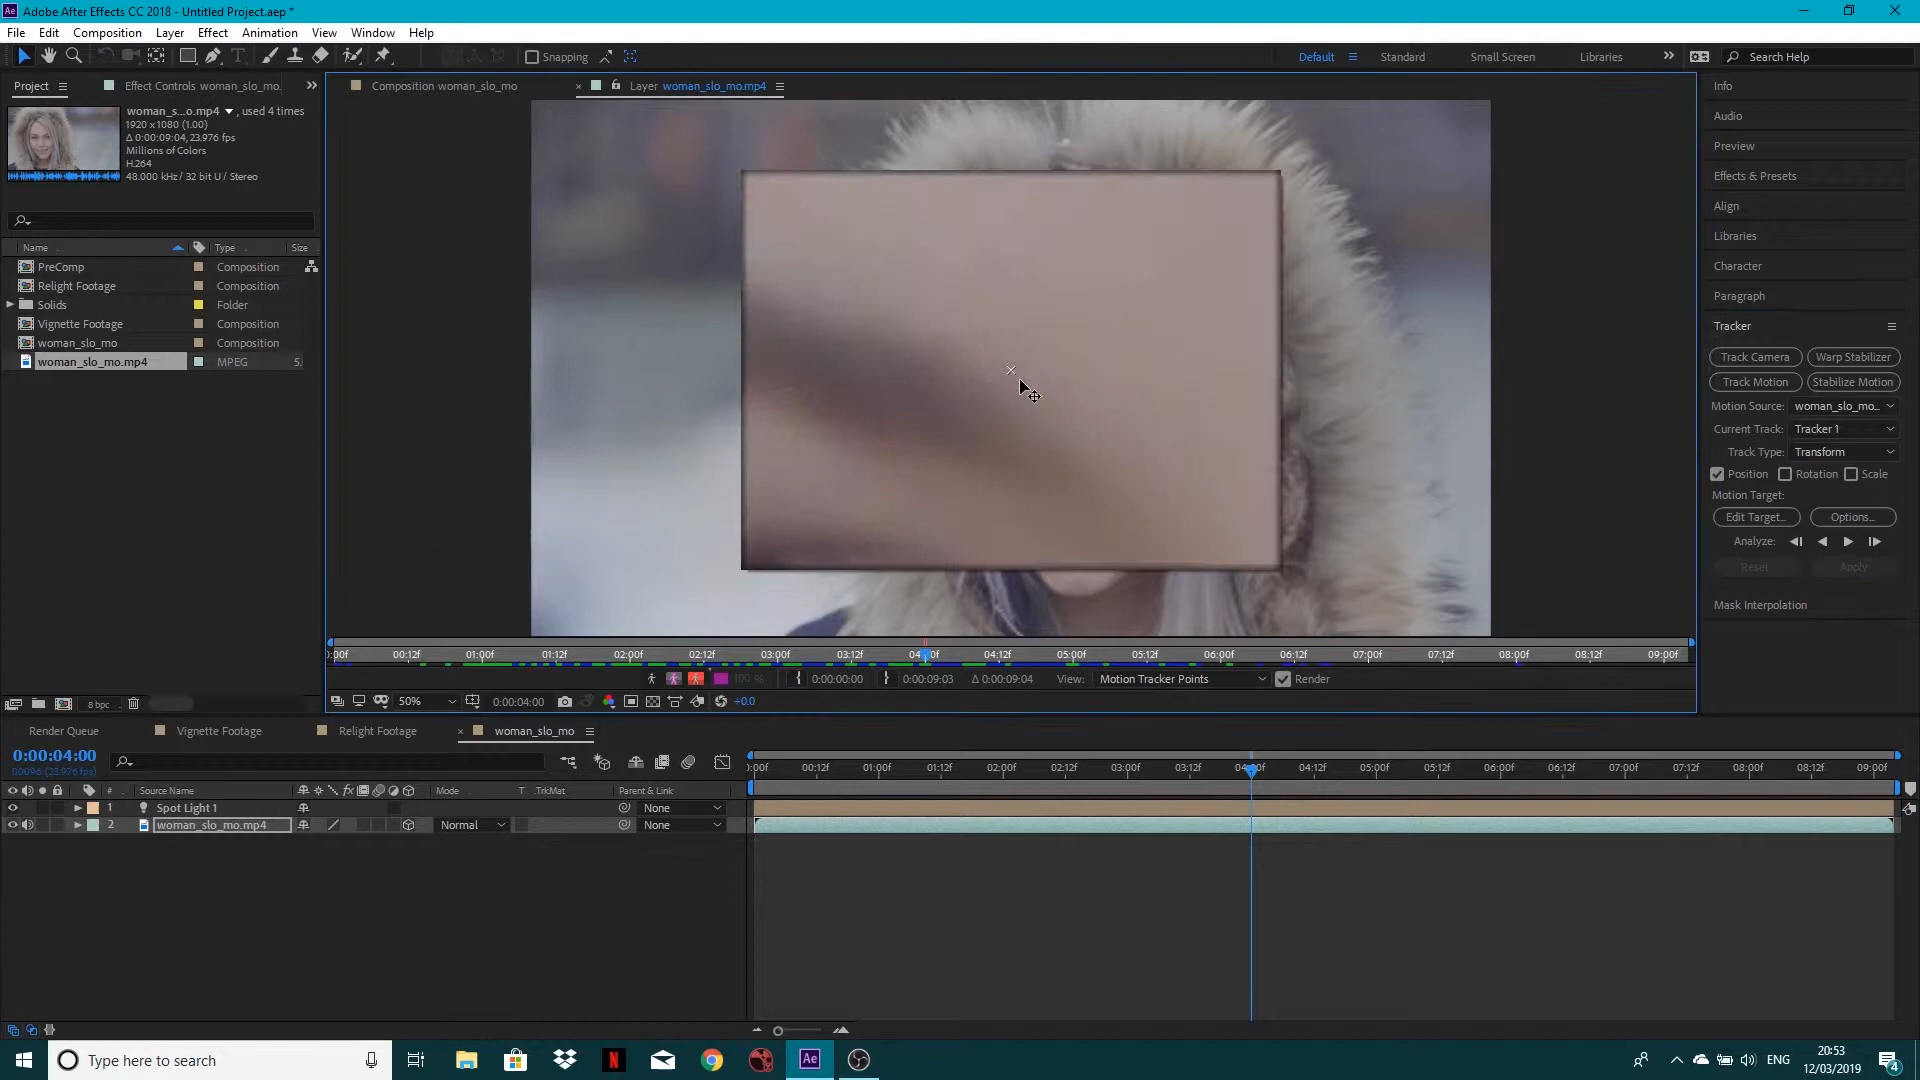 Adobe After Effects CC 2018 - Untitled Project.aep *
File Edit Composition Layer Effect Animation View Window Help
Snapping
Default Standard Small Screen Libraries Search Help
Project Effect Controls woman_slo_mo.
Composition woman_slo_mo
Layer woman_slo_mo.mp4
woman_s...o.mp4 ▼, used 4 times
1920 x 1080 (1.00)
Δ 0:00:09:04, 23.976 fps
Millions of Colors
H.264
48.000 kHz / 32 bit U / Stereo
Name Type Size
PreComp Composition
Relight Footage Composition
Solids Folder
Vignette Footage Composition
woman_slo_mo Composition
woman_slo_mo.mp4 MPEG 5.
8 bpc
Info
Audio
Preview
Effects & Presets
Align
Libraries
Character
Paragraph
Tracker
Track Camera Warp Stabilizer
Track Motion Stabilize Motion
Motion Source: woman_slo_mo...
Current Track: Tracker 1
Track Type: Transform
Position Rotation Scale
Motion Target:
Edit Target... Options...
Analyze:
Reset Apply
Mask Interpolation
00:12f 01:00f 01:12f 02:00f 02:12f 03:00f 03:12f 05:00f 05:12f 06:00f 06:12f 07:00f 07:12f 08:00f 08:12f 09:00f
100 % 0:00:00:00 0:00:09:03 Δ 0:00:09:04 View: Motion Tracker Points Render
50% 0:00:04:00 +0.0
Render Queue Vignette Footage Relight Footage × woman_slo_mo
0:00:04:00
00096 (23.976 fps)
00:12f 01:00f 01:12f 02:00f 02:12f 03:00f 03:12f 04:12f 05:00f 05:12f 06:00f 06:12f 07:00f 07:12f 08:00f 08:12f 09:00f
# Source Name Mode T .TrkMat Parent & Link
1 Spot Light 1 None
2 woman_slo_mo.mp4 Normal None
Type here to search
Ae
ENG
20:53
12/03/2019
4